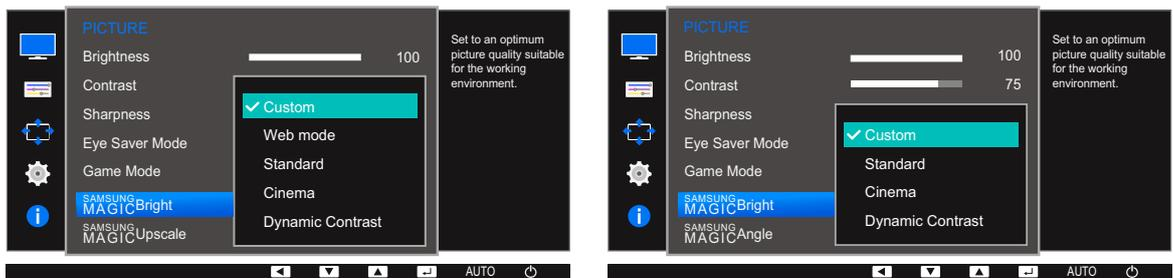 PICTURE
Brightness 100
Contrast
Sharpness
Eye Saver Mode
Game Mode
SAMSUNG
MAGICBright
SAMSUNG
MAGICUpscale
Custom
Web mode
Standard
Cinema
Dynamic Contrast
Set to an optimum
picture quality suitable
for the working
environment.
AUTO
PICTURE
Brightness 100
Contrast 75
Sharpness
Eye Saver Mode
Game Mode
SAMSUNG
MAGICBright
SAMSUNG
MAGICAngle
Custom
Standard
Cinema
Dynamic Contrast
Set to an optimum
picture quality suitable
for the working
environment.
AUTO